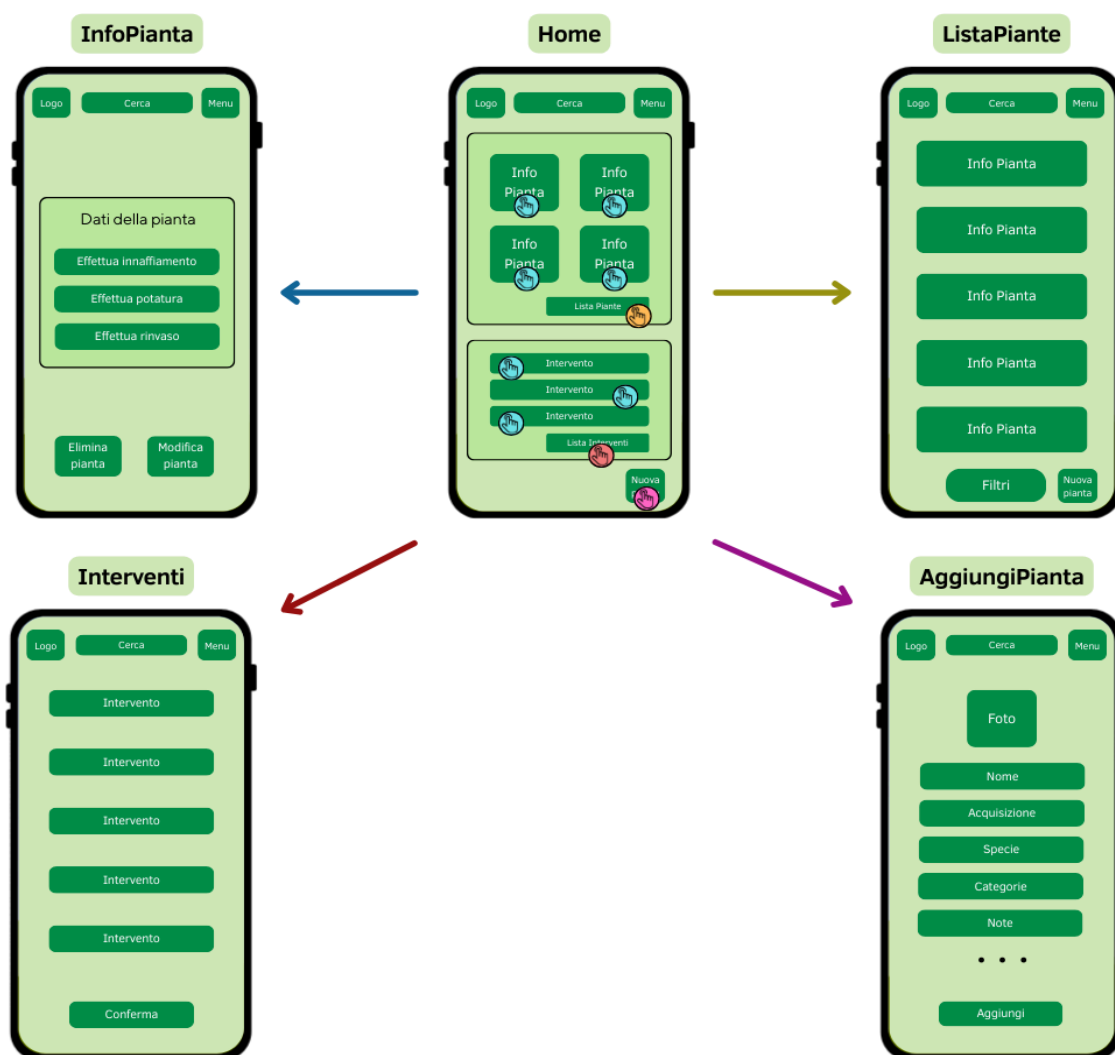 InfoPianta
Logo
Cerca
Menu
Dati della pianta
Effettua innaffiamento
Effettua potatura
Effettua rinvaso
Elimina
pianta
Modifica
pianta
Home
Logo
Cerca
Menu
Info
Pianta
Info
Pianta
Info
Pianta
Info
Pianta
Lista Piante
Intervento
Intervento
Intervento
Lista Interventi
Nuova
ListaPiante
Logo
Cerca
Menu
Info Pianta
Info Pianta
Info Pianta
Info Pianta
Info Pianta
Filtri
Nuova
pianta
Interventi
Logo
Cerca
Menu
Intervento
Intervento
Intervento
Intervento
Intervento
Conferma
AggiungiPianta
Logo
Cerca
Menu
Foto
Nome
Acquisizione
Specie
Categorie
Note
• • •
Aggiungi